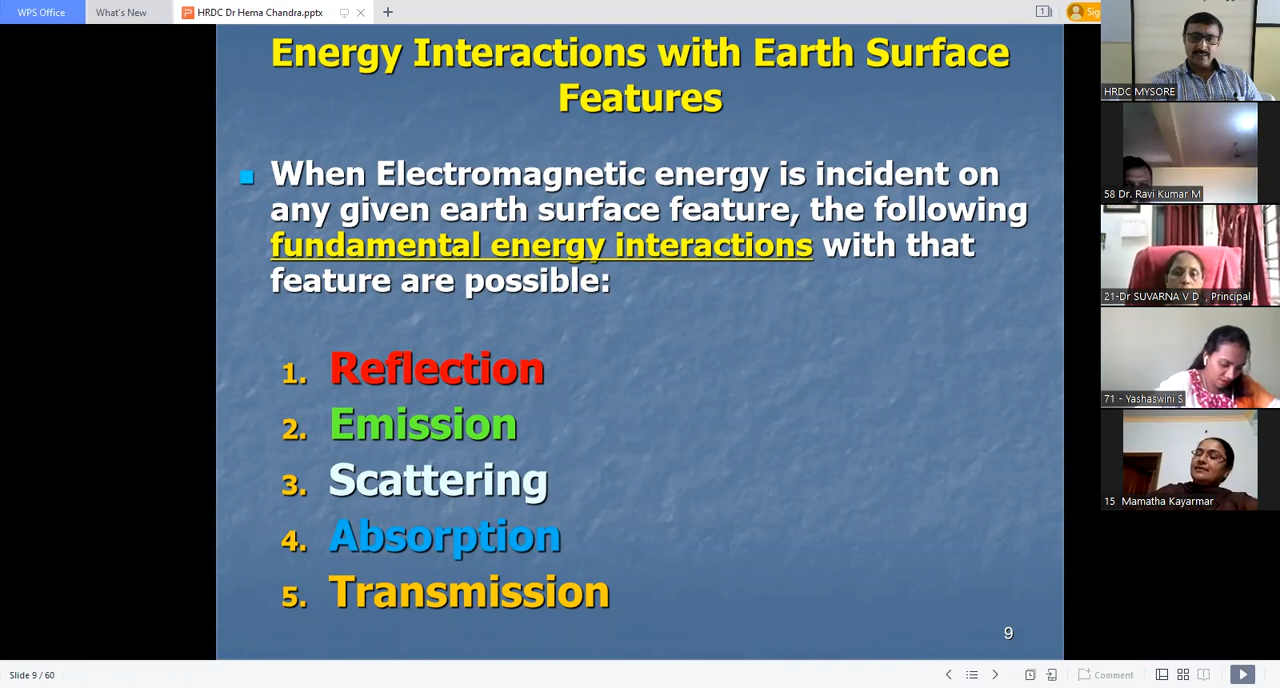 WPS Office
What's New
HRDC Dr Hema Chandra.pptx
1
Sig
Energy Interactions with Earth Surface
Features
When Electromagnetic energy is incident on
any given earth surface feature, the following
fundamental energy interactions with that
feature are possible:
1. Reflection
2. Emission
3. Scattering
4. Absorption
5. Transmission
9
HRDC MYSORE
58 Dr. Ravi Kumar M
21-Dr SUVARNA V D , Principal
71 - Yashaswini S
15 Mamatha Kayarmar
Slide 9 / 60
Comment